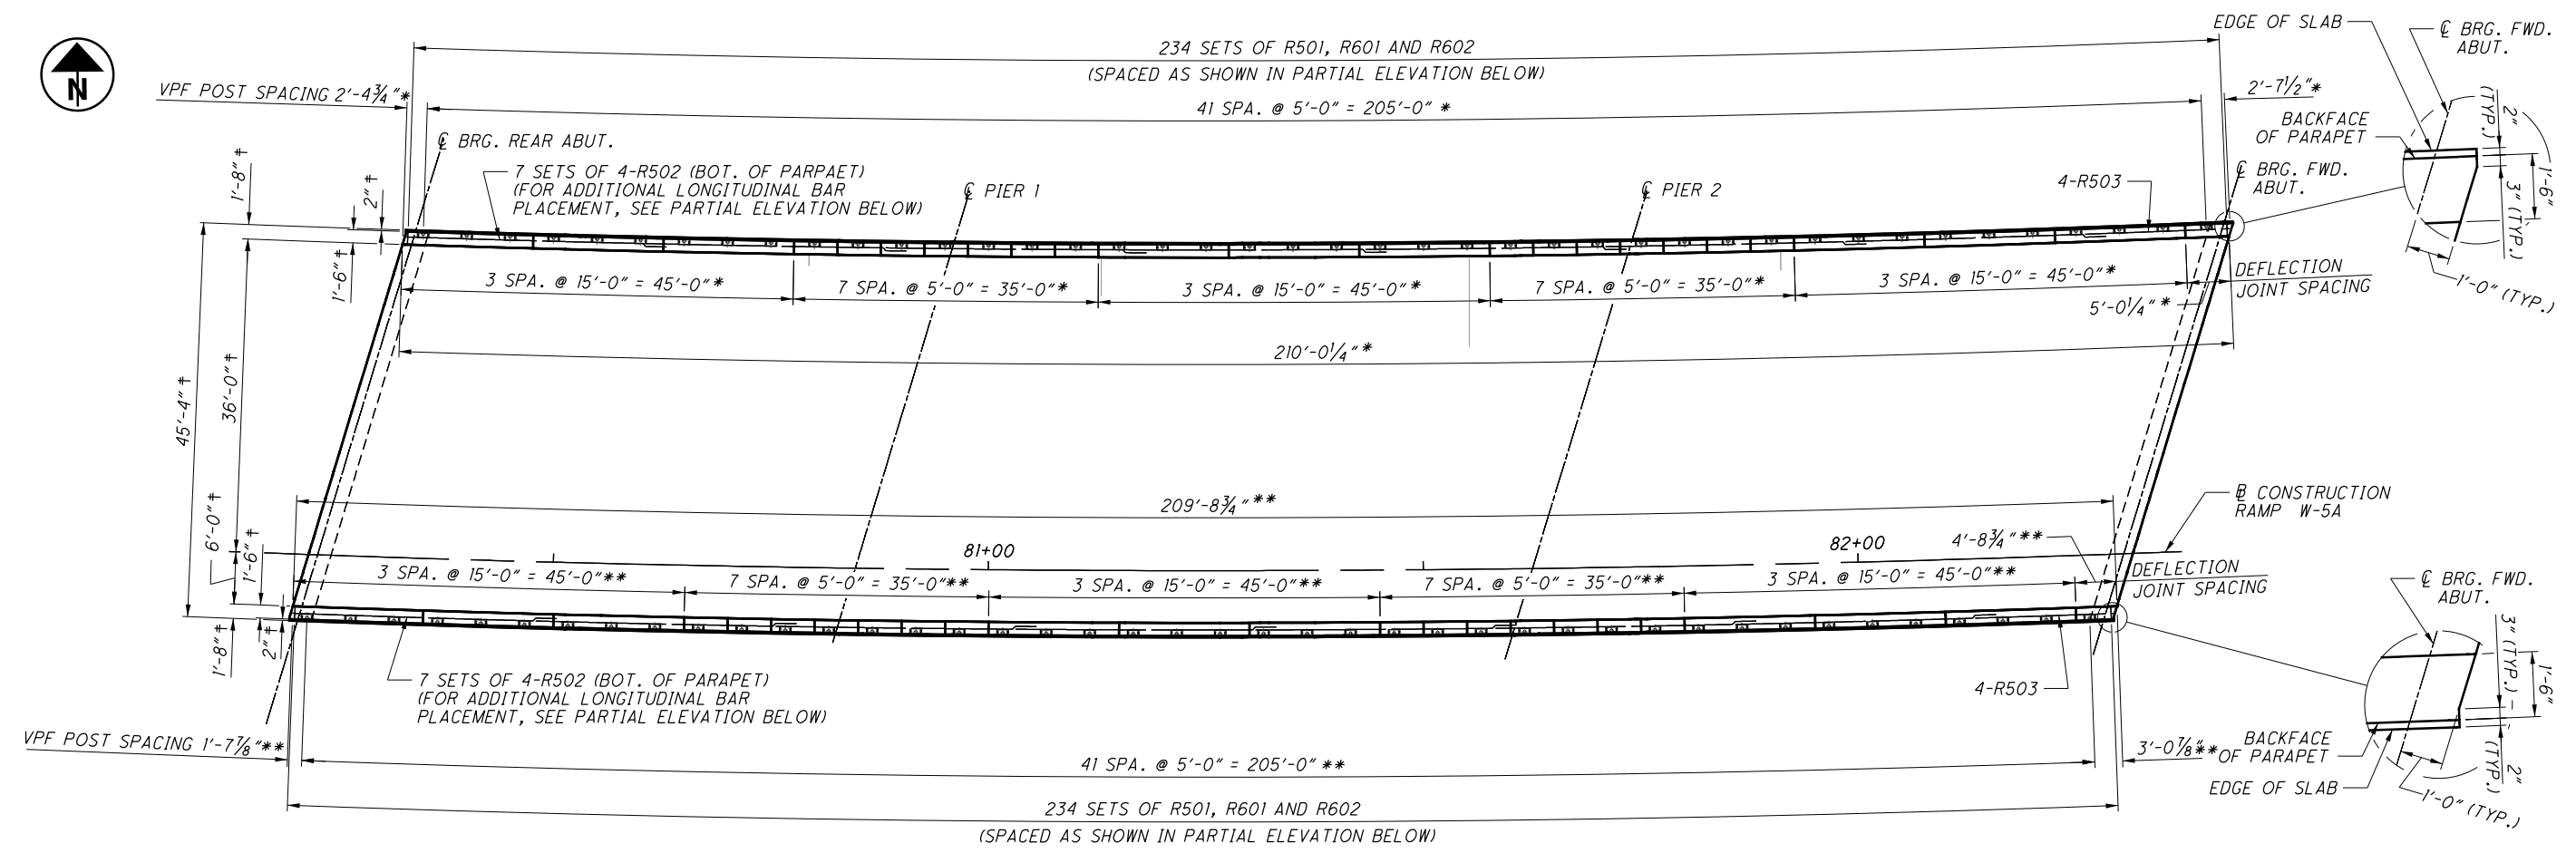 EDGE OF SLAB
℄ BRG. FWD.
ABUT.
234 SETS OF R501, R601 AND R602
(SPACED AS SHOWN IN PARTIAL ELEVATION BELOW)
N
VPF POST SPACING 2'-4¾"*
41 SPA. @ 5'-0" = 205'-0" *
2'-7½"*
BACKFACE
OF PARAPET
2"
(TYP.)
3" (TYP.)
1'-6"
1'-0" (TYP.)
℄ BRG. REAR ABUT.
7 SETS OF 4-R502 (BOT. OF PARPAET)
(FOR ADDITIONAL LONGITUDINAL BAR
PLACEMENT, SEE PARTIAL ELEVATION BELOW)
℄ PIER 1
℄ PIER 2
4-R503
℄ BRG. FWD.
ABUT.
1'-8" ‡
2" ‡
1'-6" ‡
3 SPA. @ 15'-0" = 45'-0"*
7 SPA. @ 5'-0" = 35'-0"*
3 SPA. @ 15'-0" = 45'-0"*
7 SPA. @ 5'-0" = 35'-0"*
3 SPA. @ 15'-0" = 45'-0"*
5'-0¼" *
DEFLECTION
JOINT SPACING
210'-0¼"*
45'-4" ‡
36'-0" ‡
6'-0" ‡
1'-6" ‡
209'-8¾"**
℄ CONSTRUCTION
RAMP W-5A
81+00
82+00
4'-8¾"**
3 SPA. @ 15'-0" = 45'-0"**
7 SPA. @ 5'-0" = 35'-0"**
3 SPA. @ 15'-0" = 45'-0"**
7 SPA. @ 5'-0" = 35'-0"**
3 SPA. @ 15'-0" = 45'-0"**
DEFLECTION
JOINT SPACING
℄ BRG. FWD.
ABUT.
1'-8" ‡
2" ‡
7 SETS OF 4-R502 (BOT. OF PARAPET)
(FOR ADDITIONAL LONGITUDINAL BAR
PLACEMENT, SEE PARTIAL ELEVATION BELOW)
4-R503
3" (TYP.)
1'-6"
VPF POST SPACING 1'-7⅞"**
41 SPA. @ 5'-0" = 205'-0" **
3'-0⅞"**
BACKFACE
OF PARAPET
EDGE OF SLAB
2"
(TYP.)
1'-0" (TYP.)
234 SETS OF R501, R601 AND R602
(SPACED AS SHOWN IN PARTIAL ELEVATION BELOW)